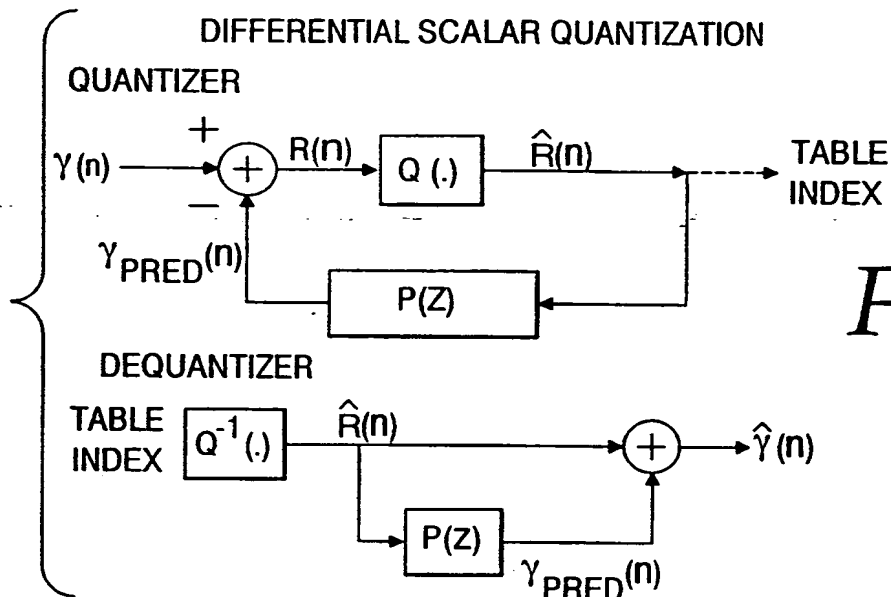 DIFFERENTIAL SCALAR QUANTIZATION
QUANTIZER
+
γ(n) + R(n) Q (.) R̂(n) TABLE INDEX
−
γPRED(n)
P(Z)
F
DEQUANTIZER
TABLE INDEX Q-1 (.) R̂(n) + γ̂(n)
P(Z)
γPRED(n)